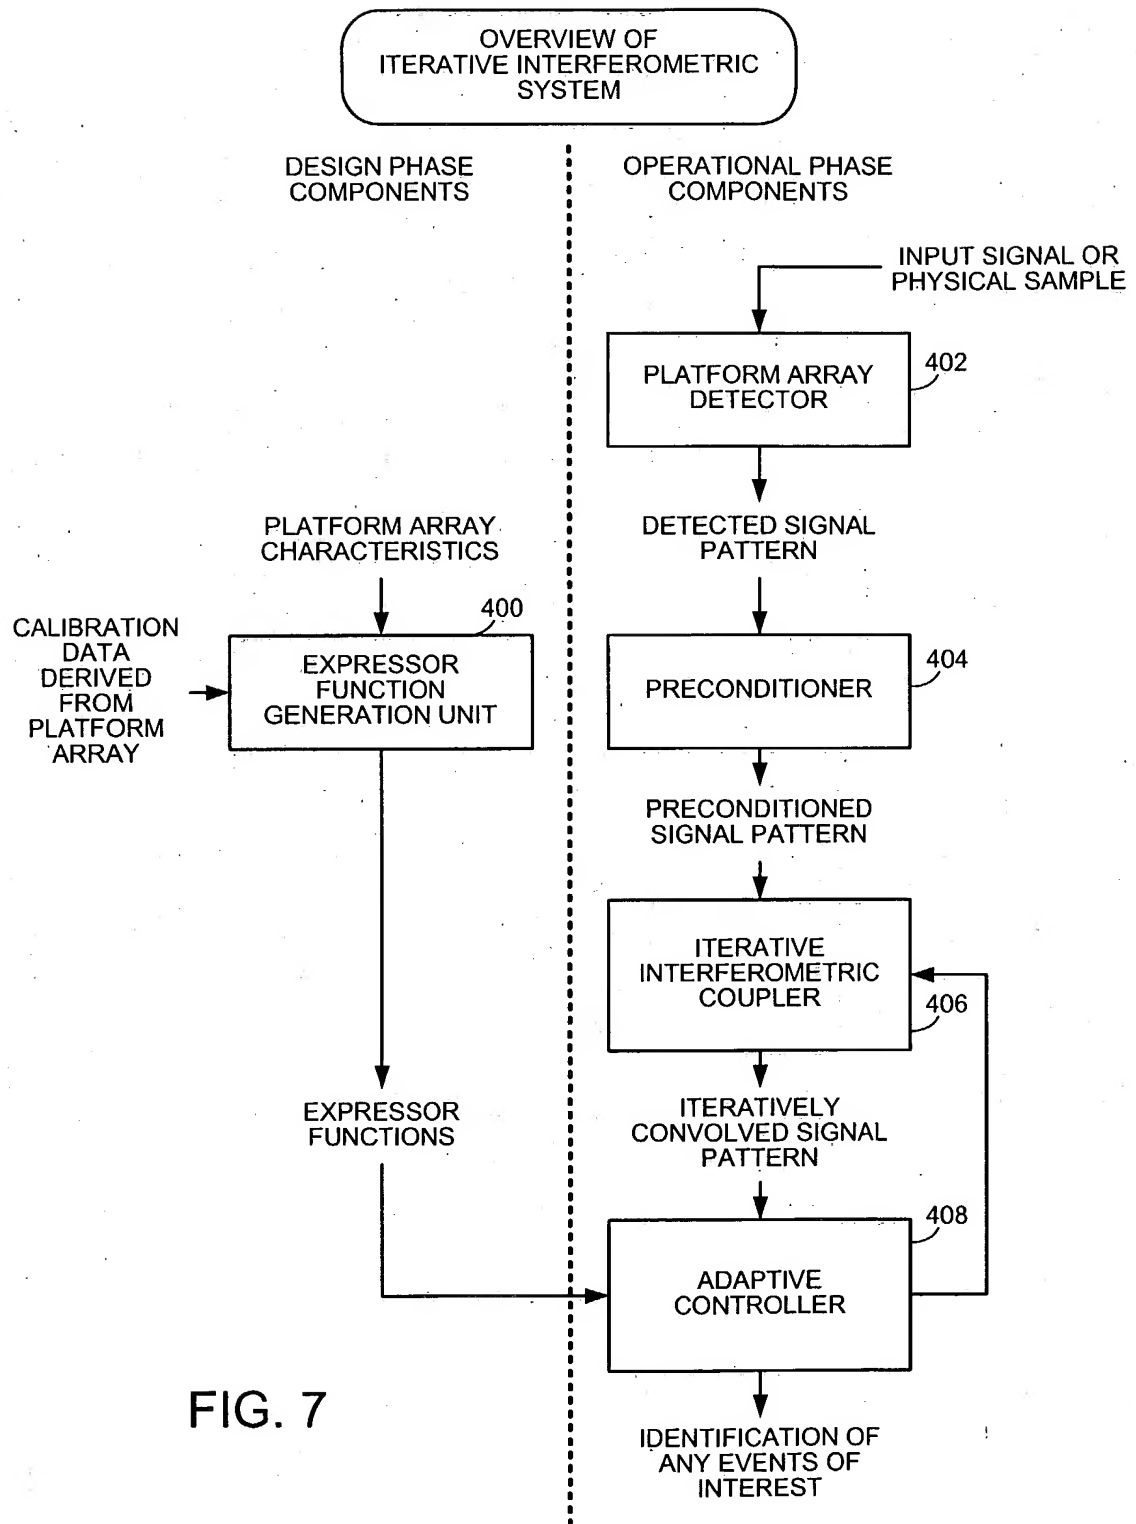 OVERVIEW OF
ITERATIVE INTERFEROMETRIC
SYSTEM
DESIGN PHASE
COMPONENTS
OPERATIONAL PHASE
COMPONENTS
INPUT SIGNAL OR
PHYSICAL SAMPLE
PLATFORM ARRAY
DETECTOR
402
DETECTED SIGNAL
PATTERN
PLATFORM ARRAY
CHARACTERISTICS
CALIBRATION
DATA
DERIVED
FROM
PLATFORM
ARRAY
400
EXPRESSOR
FUNCTION
GENERATION UNIT
PRECONDITIONER
404
PRECONDITIONED
SIGNAL PATTERN
ITERATIVE
INTERFEROMETRIC
COUPLER
406
EXPRESSOR
FUNCTIONS
ITERATIVELY
CONVOLVED SIGNAL
PATTERN
408
ADAPTIVE
CONTROLLER
FIG. 7
IDENTIFICATION OF
ANY EVENTS OF
INTEREST